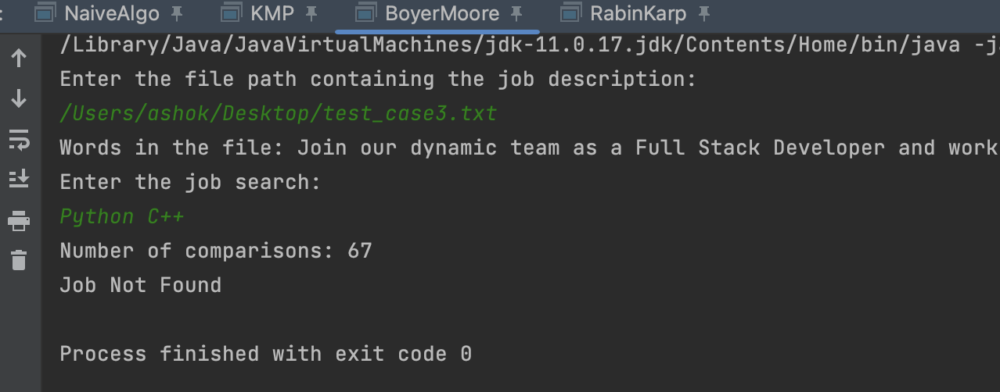 : NaiveAlgo KMP BoyerMoore RabinKarp
/Library/Java/JavaVirtualMachines/jdk-11.0.17.jdk/Contents/Home/bin/java -ja
Enter the file path containing the job description:
/Users/ashok/Desktop/test_case3.txt
Words in the file: Join our dynamic team as a Full Stack Developer and work
Enter the job search:
Python C++
Number of comparisons: 67
Job Not Found
Process finished with exit code 0